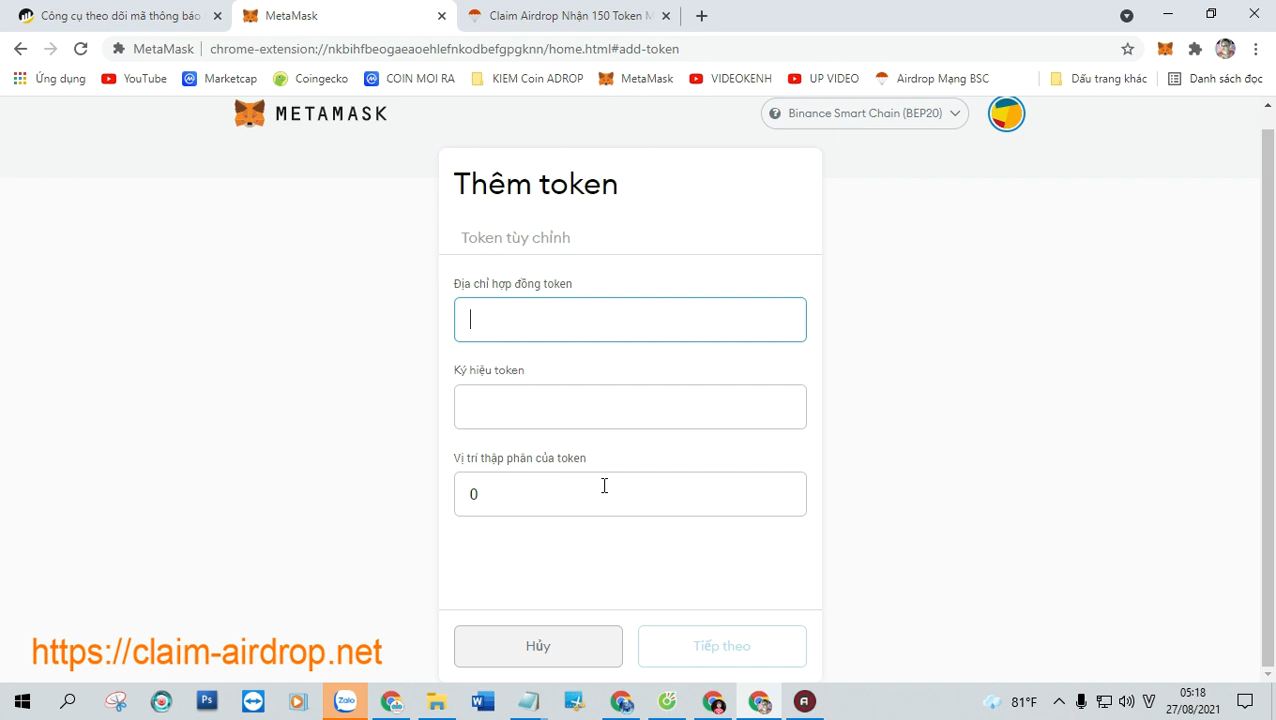 Công cụ theo dõi mã thông báo
MetaMask
Claim Airdrop Nhận 150 Token M
MetaMask
chrome-extension://nkbihfbeogaeaoehlefnkodbefgpgknn/home.html#add-token
Ứng dụng
YouTube
Marketcap
Coingecko
COIN MOI RA
KIEM Coin ADROP
MetaMask
VIDEOKENH
UP VIDEO
Airdrop Mạng BSC
Dấu trang khác
Danh sách đọc
METAMASK
Binance Smart Chain (BEP20)
Thêm token
Token tùy chỉnh
Địa chỉ hợp đồng token
Ký hiệu token
Vị trí thập phân của token
0
Hủy
Tiếp theo
https://claim-airdrop.net
Ps
Zalo
81°F
05:18
27/08/2021